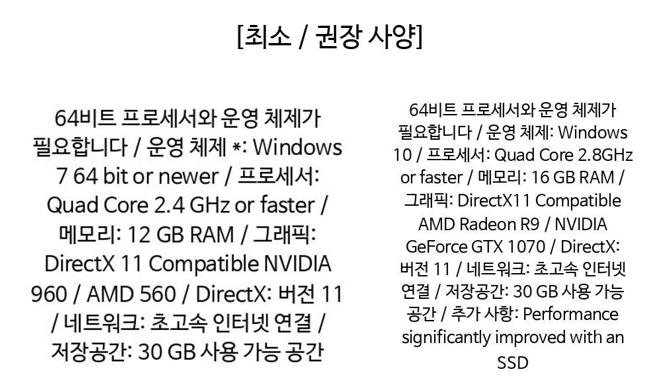 [최소 / 권장 사양]
64비트 프로세서와 운영 체제가
필요합니다 / 운영 체제 *: Windows
7 64 bit or newer / 프로세서:
Quad Core 2.4 GHz or faster /
메모리: 12 GB RAM / 그래픽:
DirectX 11 Compatible NVIDIA
960 / AMD 560 / DirectX: 버전 11
/ 네트워크: 초고속 인터넷 연결 /
저장공간: 30 GB 사용 가능 공간
64비트 프로세서와 운영 체제가
필요합니다 / 운영 체제: Windows
10 / 프로세서: Quad Core 2.8GHz
or faster / 메모리: 16 GB RAM /
그래픽: DirectX11 Compatible
AMD Radeon R9 / NVIDIA
GeForce GTX 1070 / DirectX:
버전 11 / 네트워크: 초고속 인터넷
연결 / 저장공간: 30 GB 사용 가능
공간 / 추가 사항: Performance
significantly improved with an
SSD